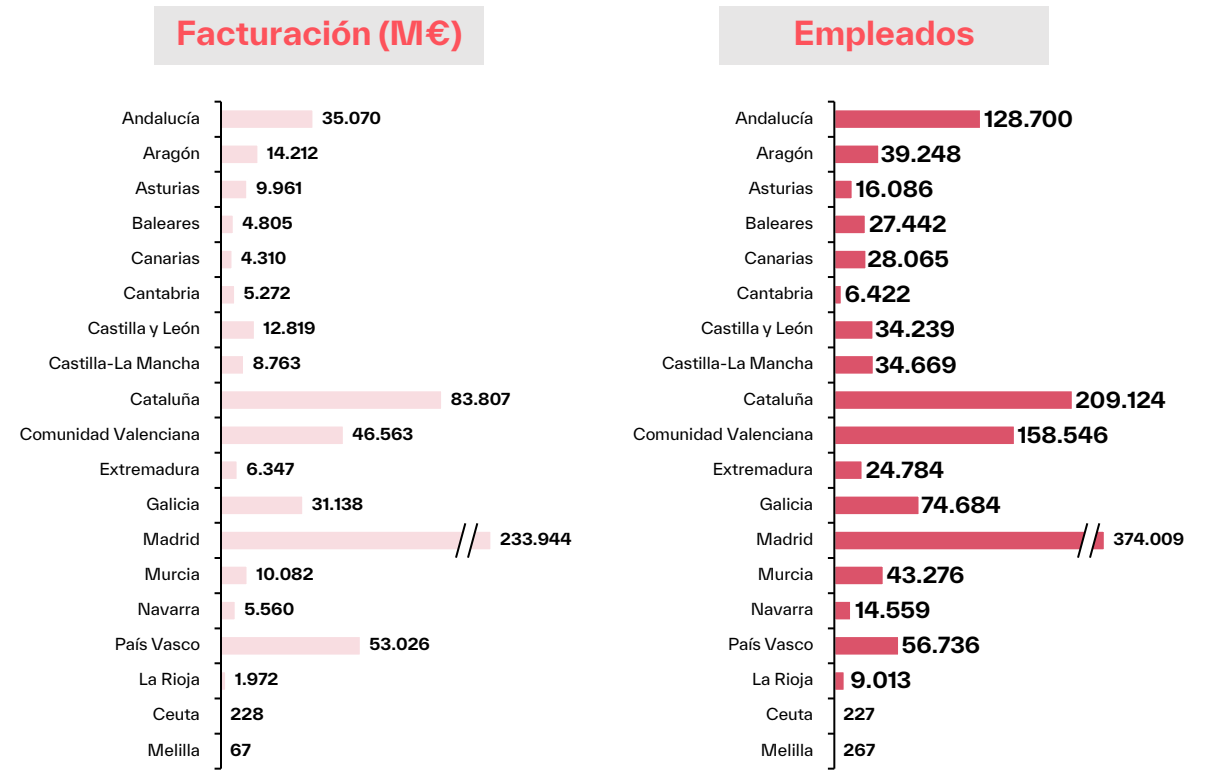 Facturación (M€)
Andalucía 35.070
Aragón 14.212
Asturias 9.961
Baleares 4.805
Canarias 4.310
Cantabria 5.272
Castilla y León 12.819
Castilla-La Mancha 8.763
Cataluña 83.807
Comunidad Valenciana 46.563
Extremadura 6.347
Galicia 31.138
Madrid 233.944
Murcia 10.082
Navarra 5.560
País Vasco 53.026
La Rioja 1.972
Ceuta 228
Melilla 67
Empleados
Andalucía 128.700
Aragón 39.248
Asturias 16.086
Baleares 27.442
Canarias 28.065
Cantabria 6.422
Castilla y León 34.239
Castilla-La Mancha 34.669
Cataluña 209.124
Comunidad Valenciana 158.546
Extremadura 24.784
Galicia 74.684
Madrid 374.009
Murcia 43.276
Navarra 14.559
País Vasco 56.736
La Rioja 9.013
Ceuta 227
Melilla 267